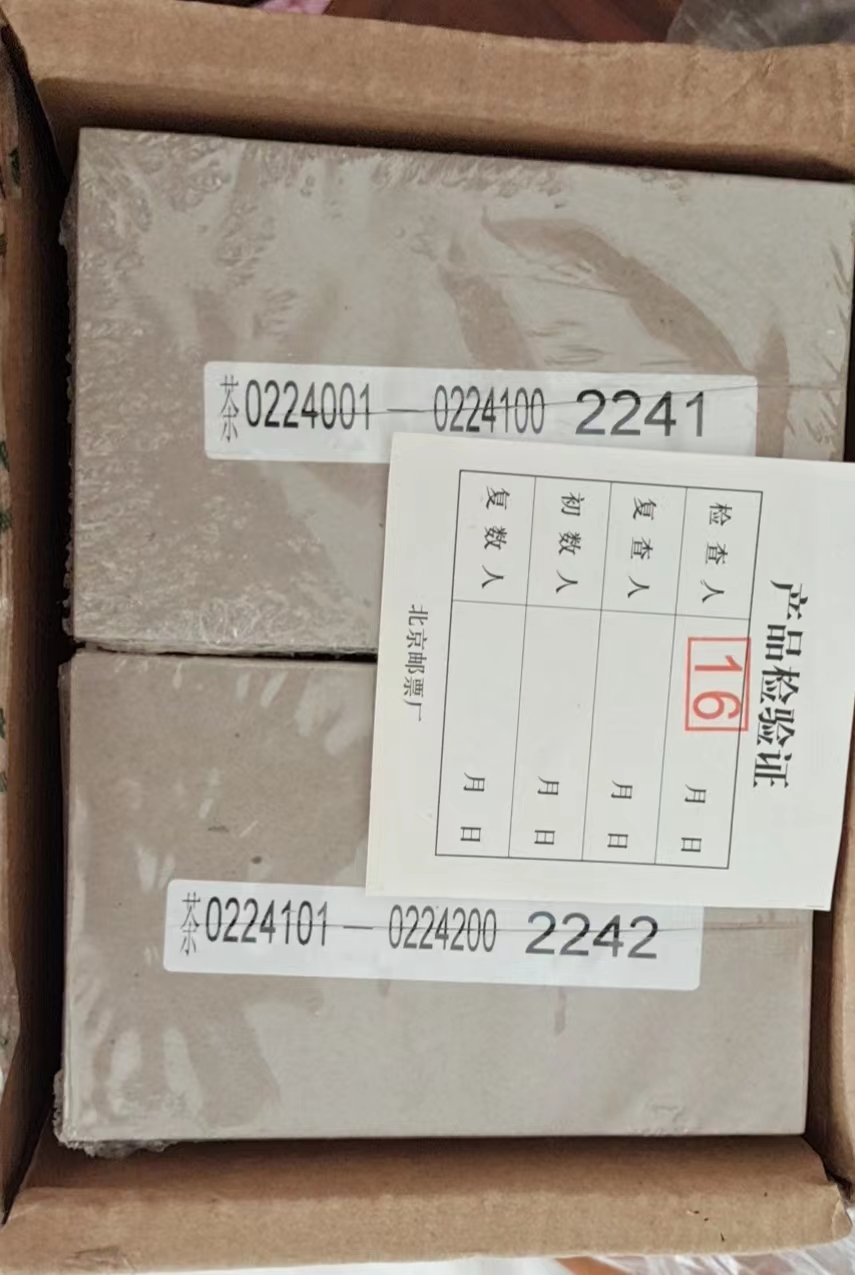 茶0224001—0224100 2241
产品检验证
检查人 16 月 日
复查人 月 日
初数人 月 日
复数人 月 日
北京邮票厂
茶0224101—0224200 2242